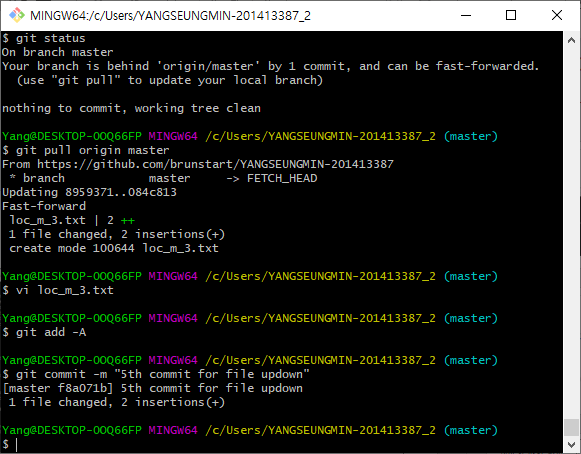 MINGW64:/c/Users/YANGSEUNGMIN-201413387_2
$ git status
On branch master
Your branch is behind 'origin/master' by 1 commit, and can be fast-forwarded.
  (use "git pull" to update your local branch)
nothing to commit, working tree clean
Yang@DESKTOP-OOQ66FP MINGW64 /c/Users/YANGSEUNGMIN-201413387_2 (master)
$ git pull origin master
From https://github.com/brunstart/YANGSEUNGMIN-201413387
 * branch            master     -> FETCH_HEAD
Updating 8959371..084c813
Fast-forward
 loc_m_3.txt | 2 ++
 1 file changed, 2 insertions(+)
 create mode 100644 loc_m_3.txt
Yang@DESKTOP-OOQ66FP MINGW64 /c/Users/YANGSEUNGMIN-201413387_2 (master)
$ vi loc_m_3.txt
Yang@DESKTOP-OOQ66FP MINGW64 /c/Users/YANGSEUNGMIN-201413387_2 (master)
$ git add -A
Yang@DESKTOP-OOQ66FP MINGW64 /c/Users/YANGSEUNGMIN-201413387_2 (master)
$ git commit -m "5th commit for file updown"
[master f8a071b] 5th commit for file updown
 1 file changed, 2 insertions(+)
Yang@DESKTOP-OOQ66FP MINGW64 /c/Users/YANGSEUNGMIN-201413387_2 (master)
$